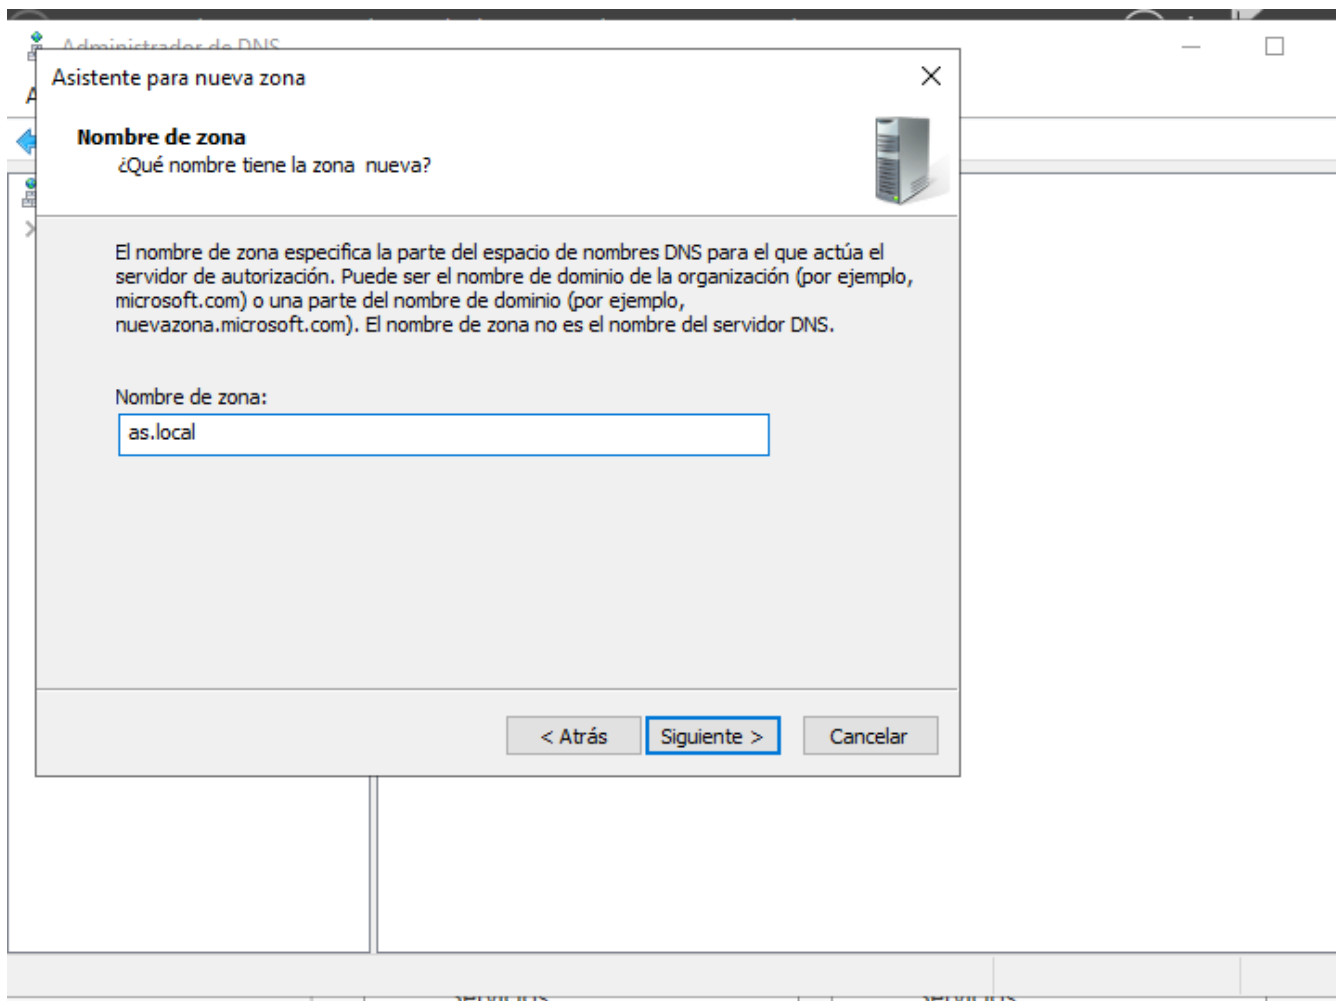 Administrador de DNS
Asistente para nueva zona
Nombre de zona
¿Qué nombre tiene la zona  nueva?
El nombre de zona especifica la parte del espacio de nombres DNS para el que actúa el
servidor de autorización. Puede ser el nombre de dominio de la organización (por ejemplo,
microsoft.com) o una parte del nombre de dominio (por ejemplo,
nuevazona.microsoft.com). El nombre de zona no es el nombre del servidor DNS.
Nombre de zona:
as.local
< Atrás
Siguiente >
Cancelar